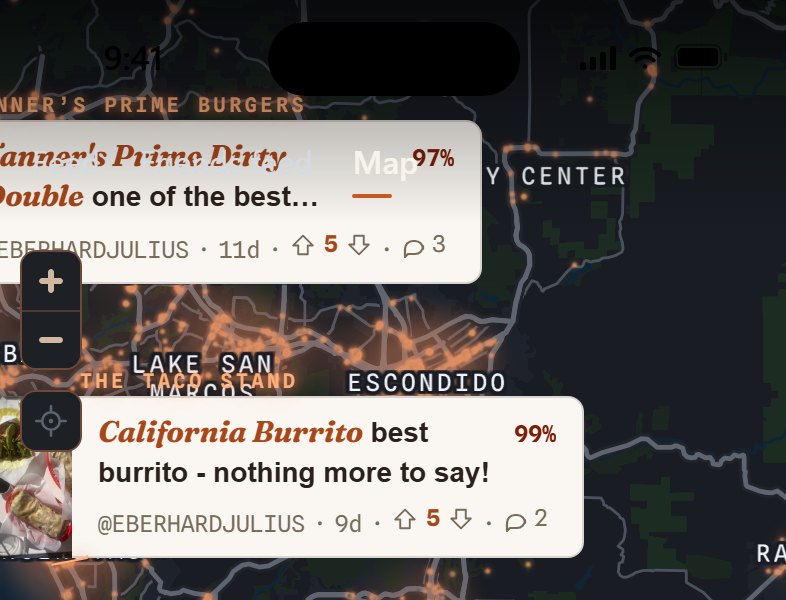 9:41
NNER'S PRIME BURGERS
anner's Prime Dirty
Map
97%
Double one of the best...
EBERHARDJULIUS · 11d · 5 · 3
Y CENTER
+
−
LAKE SAN
MARCOS
THE TACO STAND
ESCONDIDO
California Burrito best
99%
burrito - nothing more to say!
@EBERHARDJULIUS · 9d · 5 · 2
RA